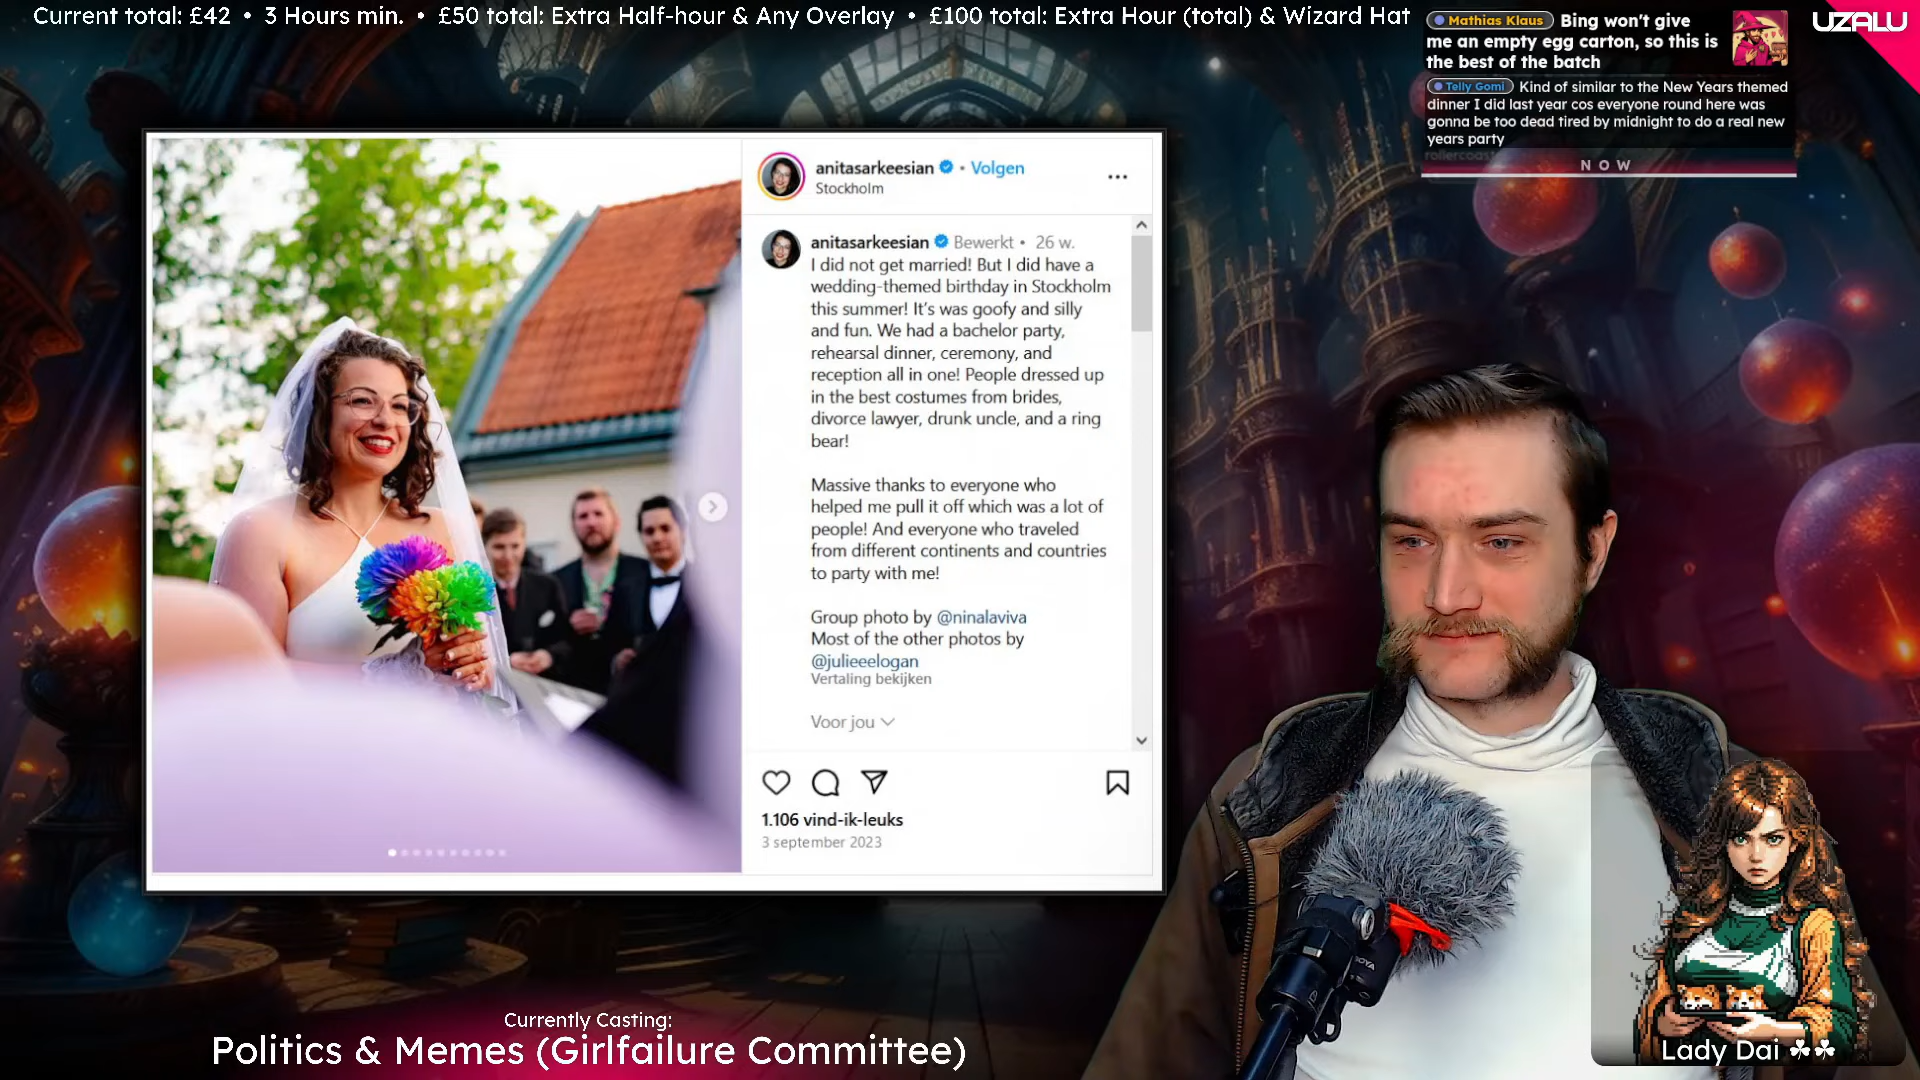 Current total: £42 • 3 Hours min. • £50 total: Extra Half-hour & Any Overlay • £100 total: Extra Hour (total) & Wizard Hat
Mathias Klaus Bing won't give
me an empty egg carton, so this is
the best of the batch
Telly Gomi Kind of similar to the New Years themed
dinner I did last year cos everyone round here was
gonna be too dead tired by midnight to do a real new
years party
NOW
UZALU
anitasarkeesian • Volgen
Stockholm
anitasarkeesian Bewerkt • 26 w.
I did not get married! But I did have a
wedding-themed birthday in Stockholm
this summer! It's was goofy and silly
and fun. We had a bachelor party,
rehearsal dinner, ceremony, and
reception all in one! People dressed up
in the best costumes from brides,
divorce lawyer, drunk uncle, and a ring
bear!
Massive thanks to everyone who
helped me pull it off which was a lot of
people! And everyone who traveled
from different continents and countries
to party with me!
Group photo by @ninalaviva
Most of the other photos by
@julieeelogan
Vertaling bekijken
Voor jou
1.106 vind-ik-leuks
3 september 2023
BOYA
Currently Casting:
Politics & Memes (Girlfailure Committee)
Lady Dai ☘☘